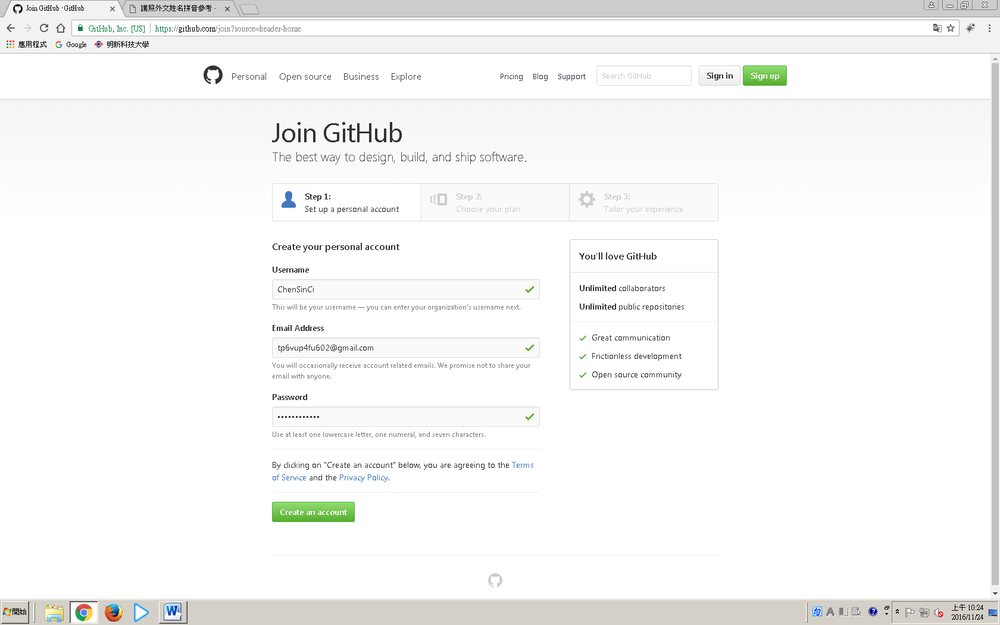 Join GitHub · GitHub
護照外文姓名拼音參考 -
GitHub, Inc. [US]
https://github.com/join?source=header-home
應用程式
Google
明新科技大學
Personal
Open source
Business
Explore
Pricing
Blog
Support
Search GitHub
Sign in
Sign up
Join GitHub
The best way to design, build, and ship software.
Step 1:
Set up a personal account
Step 2:
Choose your plan
Step 3:
Tailor your experience
Create your personal account
Username
ChenSinCi
This will be your username — you can enter your organization's username next.
Email Address
tp6vup4fu602@gmail.com
You will occasionally receive account related emails. We promise not to share your
email with anyone.
Password
••••••••••••
Use at least one lowercase letter, one numeral, and seven characters.
By clicking on "Create an account" below, you are agreeing to the Terms
of Service and the Privacy Policy.
Create an account
You'll love GitHub
Unlimited collaborators
Unlimited public repositories
Great communication
Frictionless development
Open source community
開始
上午 10:24
2016/11/24